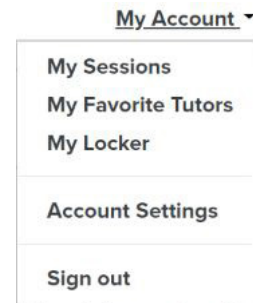 My Account
My Sessions
My Favorite Tutors
My Locker
Account Settings
Sign out